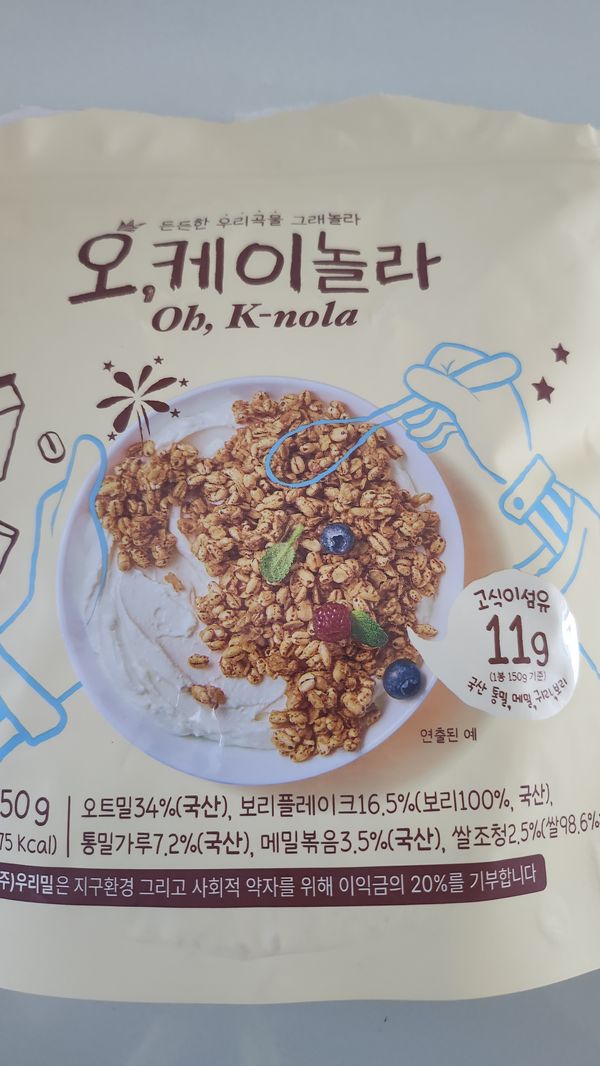 든든한 우리곡물 그래놀라
오,케이놀라
Oh, K-nola
고식이섬유
11g
(1봉 150g 기준)
국산 통밀, 메밀, 귀리, 보리
연출된 예
50g
오트밀34%(국산), 보리플레이크16.5%(보리100%, 국산),
75 Kcal)
통밀가루7.2%(국산), 메밀볶음3.5%(국산), 쌀조청2.5%(쌀98.6%
주)우리밀은 지구환경 그리고 사회적 약자를 위해 이익금의 20%를 기부합니다